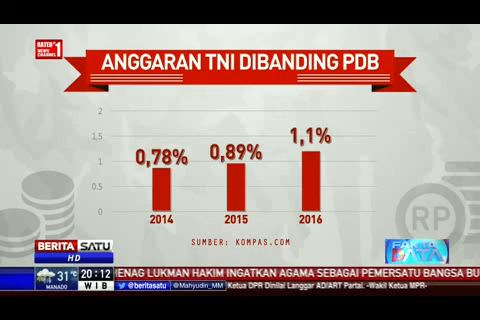 RATED #1
NEWS
CHANNEL
ANGGARAN TNI DIBANDING PDB
2
1,5
1
0,5
0
0,78%
0,89%
1,1%
2014
2015
2016
SUMBER: KOMPAS.COM
RP
BERITA SATU
HD
FAKTA
DATA
31°C
MANADO
20:12
WIB
MENAG LUKMAN HAKIM INGATKAN AGAMA SEBAGAI PEMERSATU BANGSA BU
@beritasatu
@Mahyudin_MM
Ketua DPR Dinilai Langgar AD/ART Partai. -Wakil Ketua MPR-